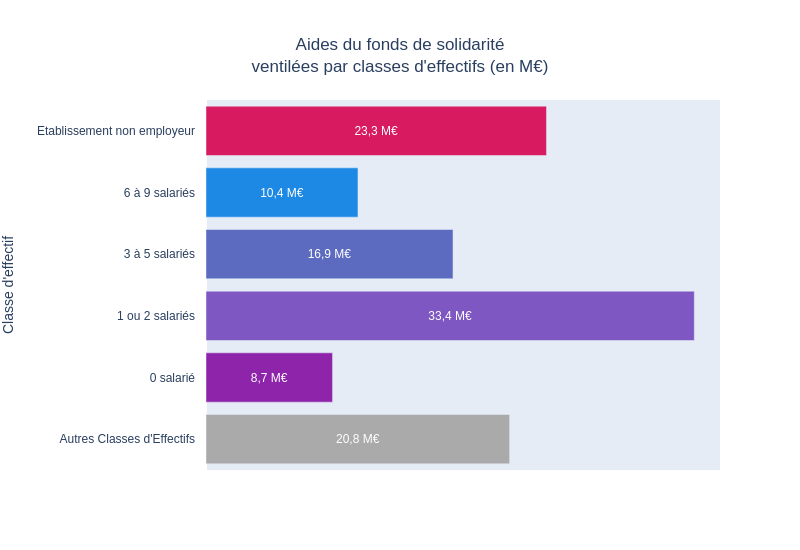 Aides du fonds de solidarité
ventilées par classes d'effectifs (en M€)
Classe d'effectif
Etablissement non employeur
23,3 M€
6 à 9 salariés
10,4 M€
3 à 5 salariés
16,9 M€
1 ou 2 salariés
33,4 M€
0 salarié
8,7 M€
Autres Classes d'Effectifs
20,8 M€